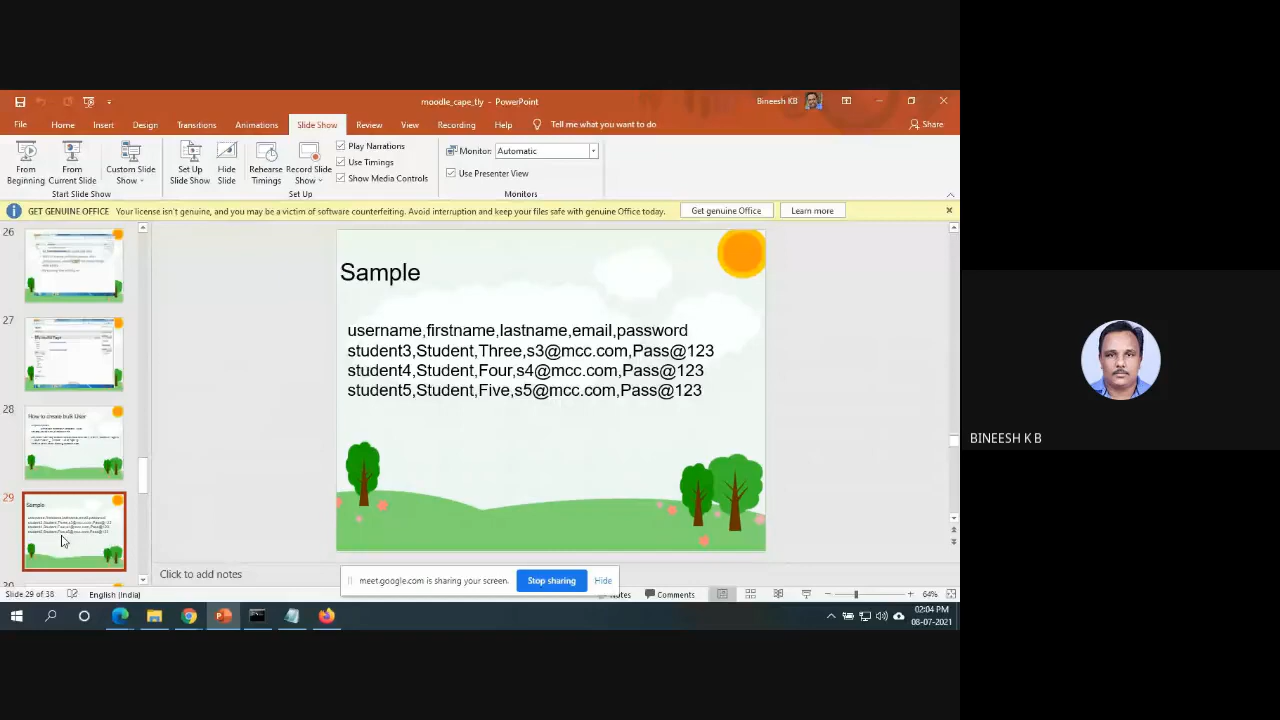 moodle_cape_tly - PowerPoint
Bineesh KB
File Home Insert Design Transitions Animations Slide Show Review View Recording Help Tell me what you want to do Share
From Beginning
From Current Slide
Custom Slide Show
Set Up Slide Show
Hide Slide
Rehearse Timings
Record Slide Show
Play Narrations
Use Timings
Show Media Controls
Monitor: Automatic
Use Presenter View
Start Slide Show
Set Up
Monitors
GET GENUINE OFFICE Your license isn't genuine, and you may be a victim of software counterfeiting. Avoid interruption and keep your files safe with genuine Office today. Get genuine Office Learn more
26
27
28
How to create bulk User
29
Sample
Sample
username,firstname,lastname,email,password
student3,Student,Three,s3@mcc.com,Pass@123
student4,Student,Four,s4@mcc.com,Pass@123
student5,Student,Five,s5@mcc.com,Pass@123
BINEESH K B
Click to add notes
meet.google.com is sharing your screen. Stop sharing Hide
Slide 29 of 38 English (India) Notes Comments 64%
02:04 PM
08-07-2021